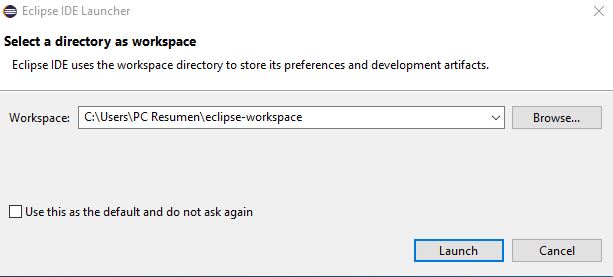 Eclipse IDE Launcher
Select a directory as workspace
Eclipse IDE uses the workspace directory to store its preferences and development artifacts.
Workspace: C:\Users\PC Resumen\eclipse-workspace Browse...
Use this as the default and do not ask again
Launch Cancel